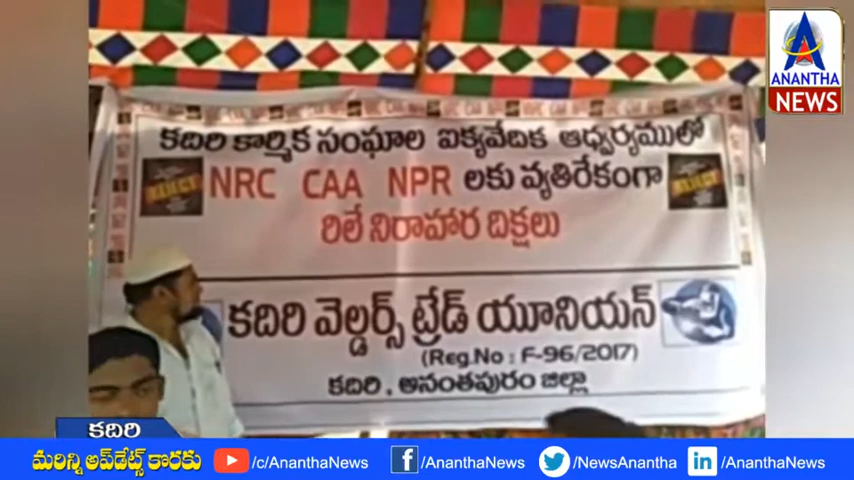 ANANTHA
NEWS
కదిరి కార్మిక సంఘాల ఐక్యవేదిక ఆధ్వర్యములో
NRC CAA NPR లకు వ్యతిరేకంగా
రిలే నిరాహార దిక్షలు
కదిరి వెల్డర్స్ ట్రేడ్ యూనియన్
(Reg.No : F-96/2017)
కదిరి , అనంతపురం జిల్లా
కదిరి
మరిన్ని అప్‌డేట్స్ కొరకు /c/AnanthaNews /AnanthaNews /NewsAnantha /AnanthaNews